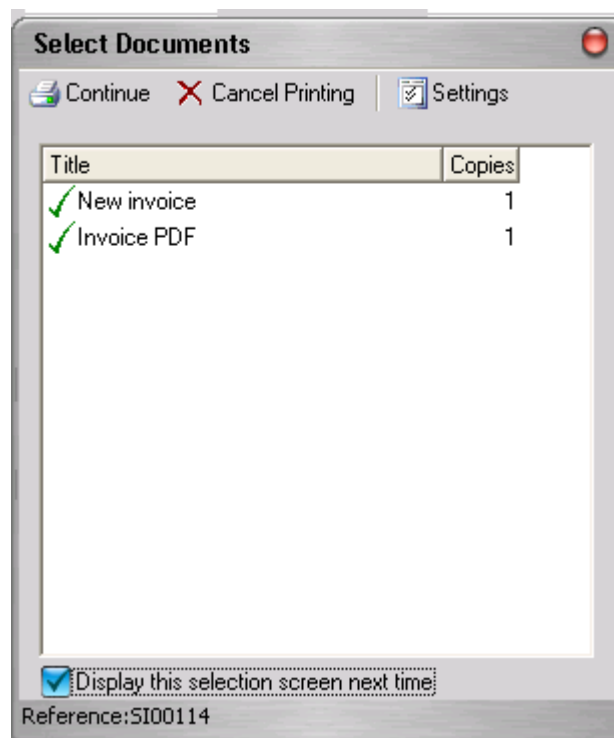 Select Documents
Continue Cancel Printing Settings
Title Copies
New invoice 1
Invoice PDF 1
Display this selection screen next time
Reference:SI00114